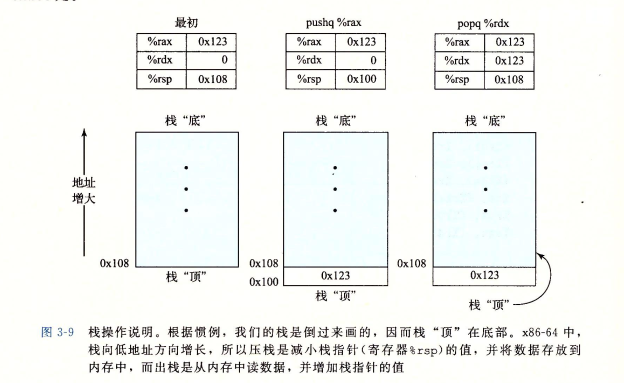 最初
%rax 0x123
%rdx 0
%rsp 0x108
pushq %rax
%rax 0x123
%rdx 0
%rsp 0x100
popq %rdx
%rax 0x123
%rdx 0x123
%rsp 0x108
地址
增大
栈“底”
0x108
栈“顶”
栈“底”
0x108
0x100
0x123
栈“顶”
栈“底”
0x108
0x123
栈“顶”
图 3-9 栈操作说明。根据惯例，我们的栈是倒过来画的，因而栈“顶”在底部。x86-64 中，
栈向低地址方向增长，所以压栈是减小栈指针(寄存器%rsp)的值，并将数据存放到
内存中，而出栈是从内存中读数据，并增加栈指针的值